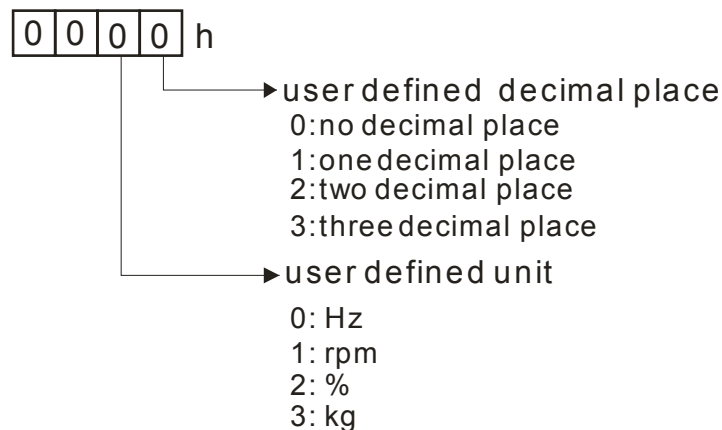 0 0 0 0 h
user defined decimal place
0:no decimal place
1:one decimal place
2:two decimal place
3:three decimal place
user defined unit
0: Hz
1: rpm
2: %
3: kg